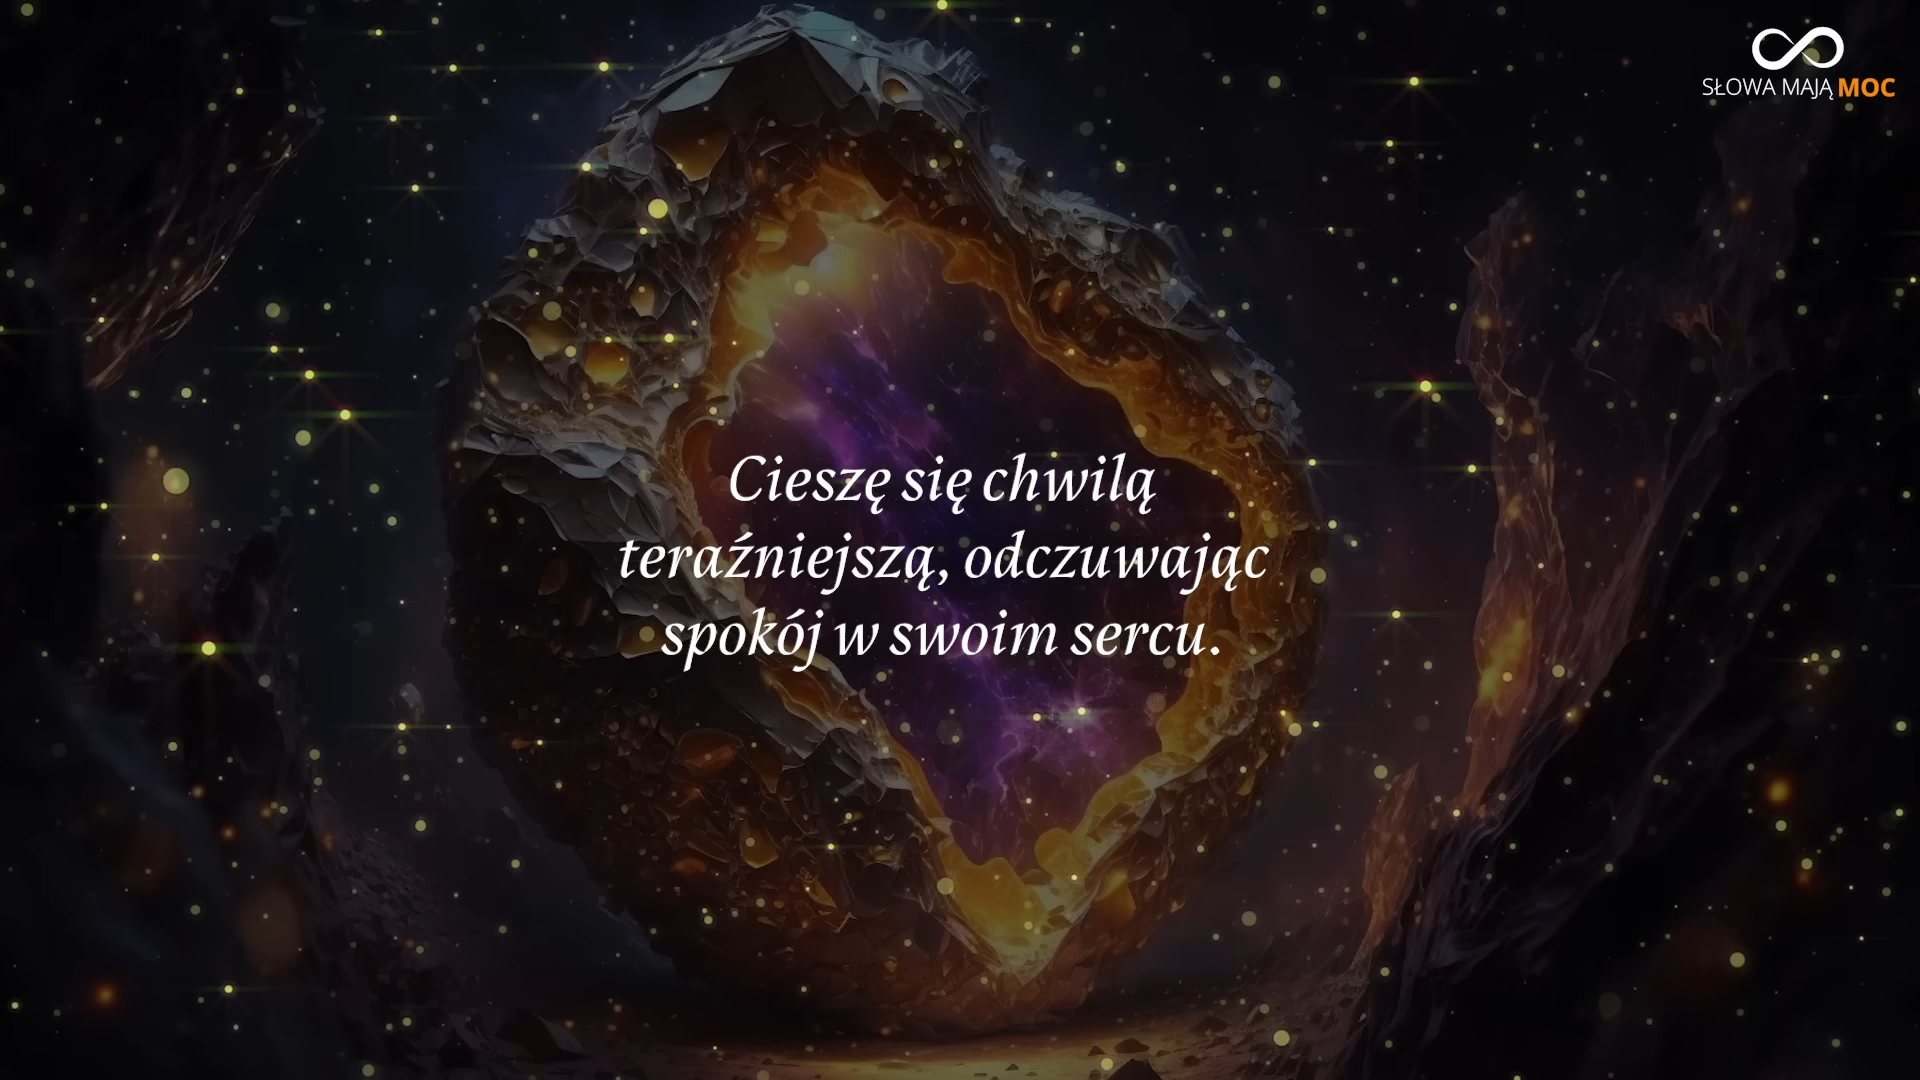 SŁOWA MAJĄ MOC
Cieszę się chwilą
teraźniejszą, odczuwając
spokój w swoim sercu.